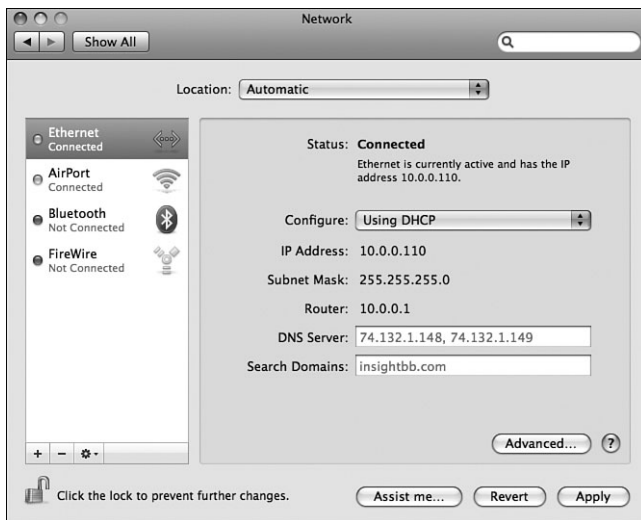 Network
Show All
Location: Automatic
Ethernet
Connected
AirPort
Connected
Bluetooth
Not Connected
FireWire
Not Connected
Status: Connected
Ethernet is currently active and has the IP
address 10.0.0.110.
Configure: Using DHCP
IP Address: 10.0.0.110
Subnet Mask: 255.255.255.0
Router: 10.0.0.1
DNS Server: 74.132.1.148, 74.132.1.149
Search Domains: insightbb.com
Advanced... ?
+ −
Click the lock to prevent further changes.
Assist me... Revert Apply